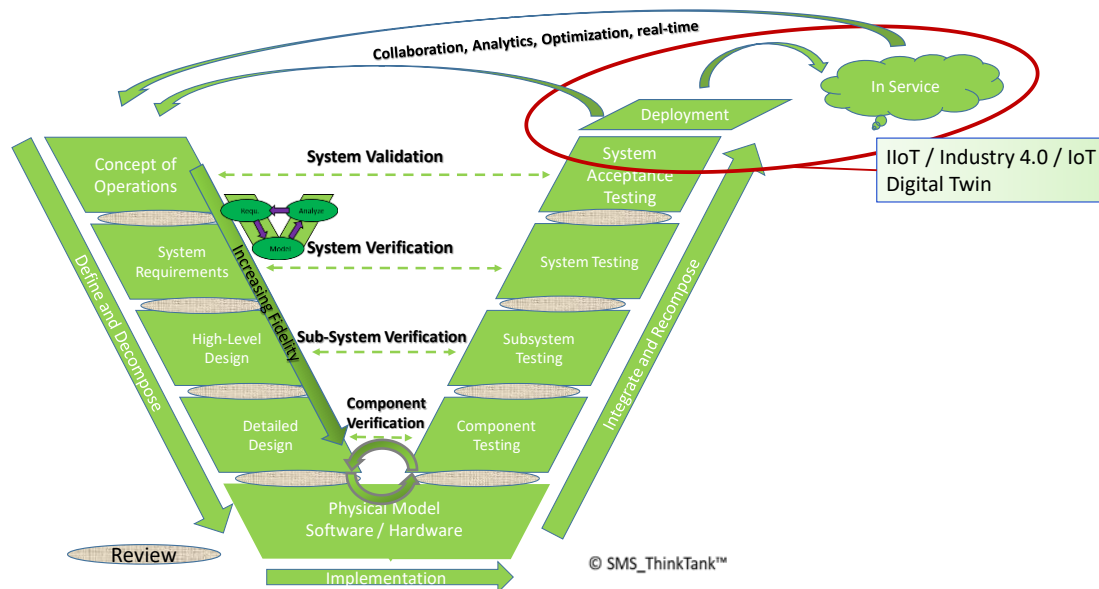 Collaboration, Analytics, Optimization, real-time
In Service
Deployment
IIoT / Industry 4.0 / IoT
Digital Twin
Concept of
Operations
System Validation
System
Acceptance
Testing
Requ.
Analyze
Model
System
Requirements
System Verification
System Testing
Increasing Fidelity
Define and Decompose
High-Level
Design
Sub-System Verification
Subsystem
Testing
Integrate and Recompose
Detailed
Design
Component
Verification
Component
Testing
Physical Model
Software / Hardware
Review
Implementation
© SMS_ThinkTank™